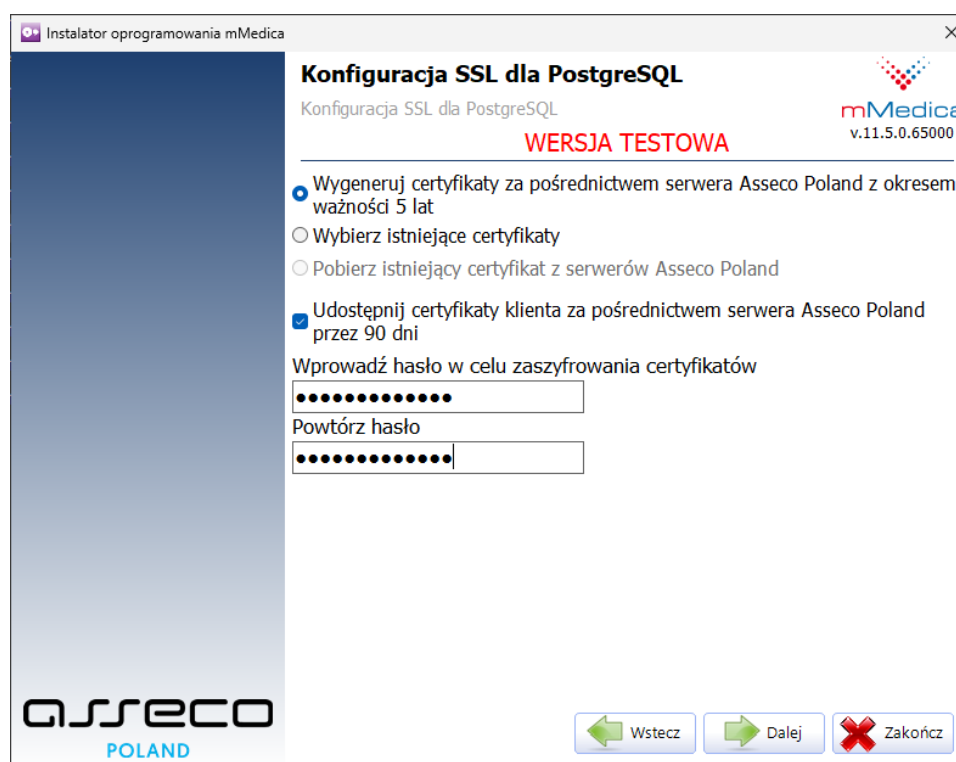 Instalator oprogramowania mMedica
Konfiguracja SSL dla PostgreSQL
Konfiguracja SSL dla PostgreSQL
mMedica
WERSJA TESTOWA
v.11.5.0.65000
Wygeneruj certyfikaty za pośrednictwem serwera Asseco Poland z okresem
ważności 5 lat
Wybierz istniejące certyfikaty
Pobierz istniejący certyfikat z serwerów Asseco Poland
Udostępnij certyfikaty klienta za pośrednictwem serwera Asseco Poland
przez 90 dni
Wprowadź hasło w celu zaszyfrowania certyfikatów
●●●●●●●●●●●●●
Powtórz hasło
●●●●●●●●●●●●●
asseco
POLAND
Wstecz
Dalej
Zakończ